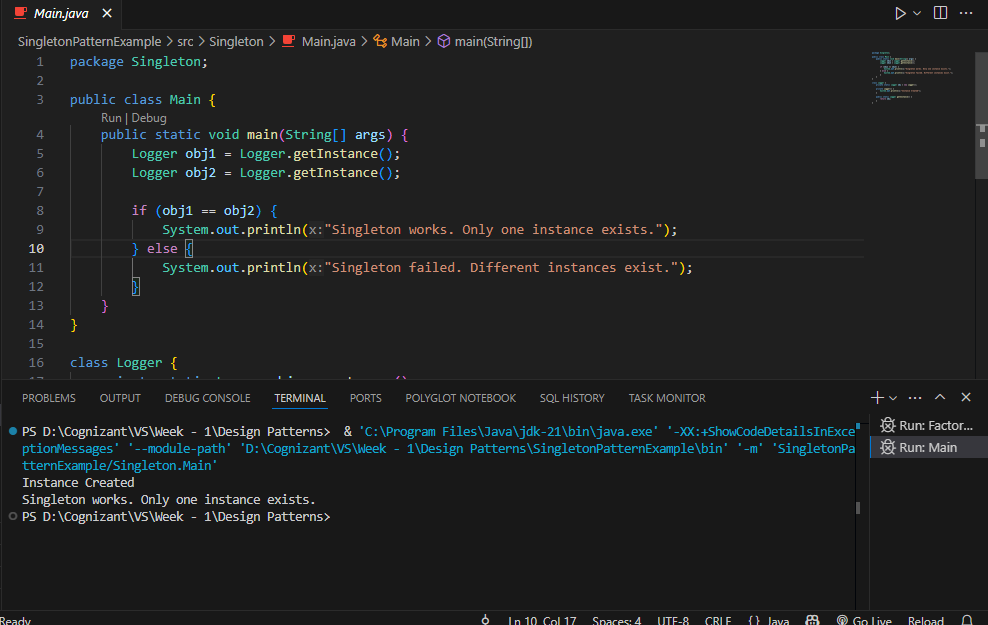 Main.java
SingletonPatternExample > src > Singleton > Main.java > Main > main(String[])
1 package Singleton;
2
3 public class Main {
Run | Debug
4 public static void main(String[] args) {
5 Logger obj1 = Logger.getInstance();
6 Logger obj2 = Logger.getInstance();
7
8 if (obj1 == obj2) {
9 System.out.println(x:"Singleton works. Only one instance exists.");
10 } else {
11 System.out.println(x:"Singleton failed. Different instances exist.");
12 }
13 }
14 }
15
16 class Logger {
PROBLEMS OUTPUT DEBUG CONSOLE TERMINAL PORTS POLYGLOT NOTEBOOK SQL HISTORY TASK MONITOR
PS D:\Cognizant\VS\Week - 1\Design Patterns> & 'C:\Program Files\Java\jdk-21\bin\java.exe' '-XX:+ShowCodeDetailsInExce
ptionMessages' '--module-path' 'D:\Cognizant\VS\Week - 1\Design Patterns\SingletonPatternExample\bin' '-m' 'SingletonPa
tternExample/Singleton.Main'
Instance Created
Singleton works. Only one instance exists.
PS D:\Cognizant\VS\Week - 1\Design Patterns>
Run: Factor...
Run: Main
Ready Ln 10, Col 17 Spaces: 4 UTF-8 CRLF {} Java Go Live Reload